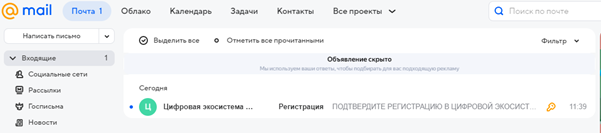 @mail Почта 1 Облако Календарь Задачи Контакты Все проекты Поиск по почте
Написать письмо Выделить все Отметить все прочитанными Фильтр
Входящие 1 Объявление скрыто
Мы используем ваши ответы, чтобы подбирать для вас подходящую рекламу
Социальные сети Сегодня
Рассылки
Госписьма Ц Цифровая экосистема ... Регистрация ПОДТВЕРДИТЕ РЕГИСТРАЦИЮ В ЦИФРОВОЙ ЭКОСИСТ... 11:39
Новости